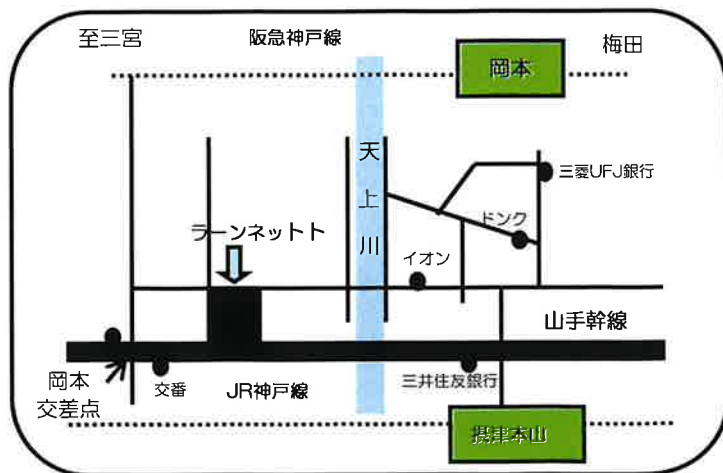 至三宮
阪急神戸線
梅田
岡本
天上川
三菱UFJ銀行
ドンク
ラーンネットト
イオン
山手幹線
岡本
交差点
交番
JR神戸線
三井住友銀行
摂津本山